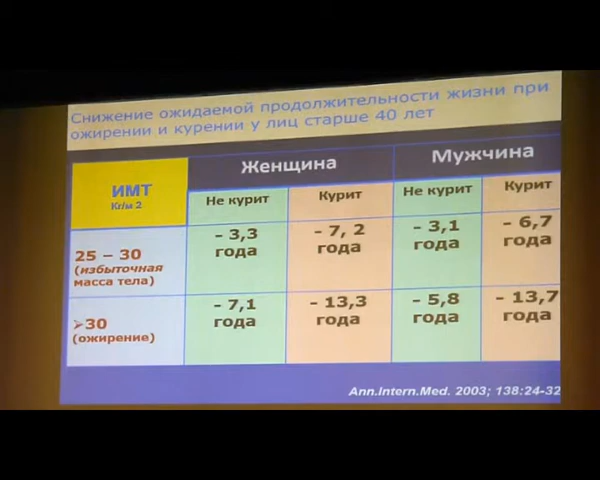 Снижение ожидаемой продолжительности жизни при
ожирении и курении у лиц старше 40 лет
ИМТ
Кг/м 2
Женщина
Мужчина
Не курит
Курит
Не курит
Курит
25 – 30
(избыточная
масса тела)
- 3,3
года
- 7, 2
года
- 3,1
года
- 6,7
года
➢30
(ожирение)
- 7,1
года
- 13,3
года
- 5,8
года
- 13,7
года
Ann.Intern.Med. 2003; 138:24-32